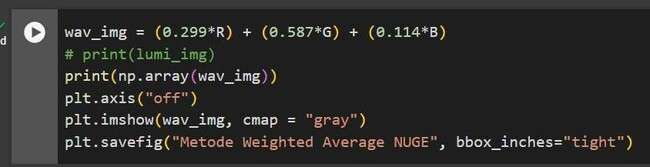 wav_img = (0.299*R) + (0.587*G) + (0.114*B)
# print(lumi_img)
print(np.array(wav_img))
plt.axis("off")
plt.imshow(wav_img, cmap = "gray")
plt.savefig("Metode Weighted Average NUGE", bbox_inches="tight")